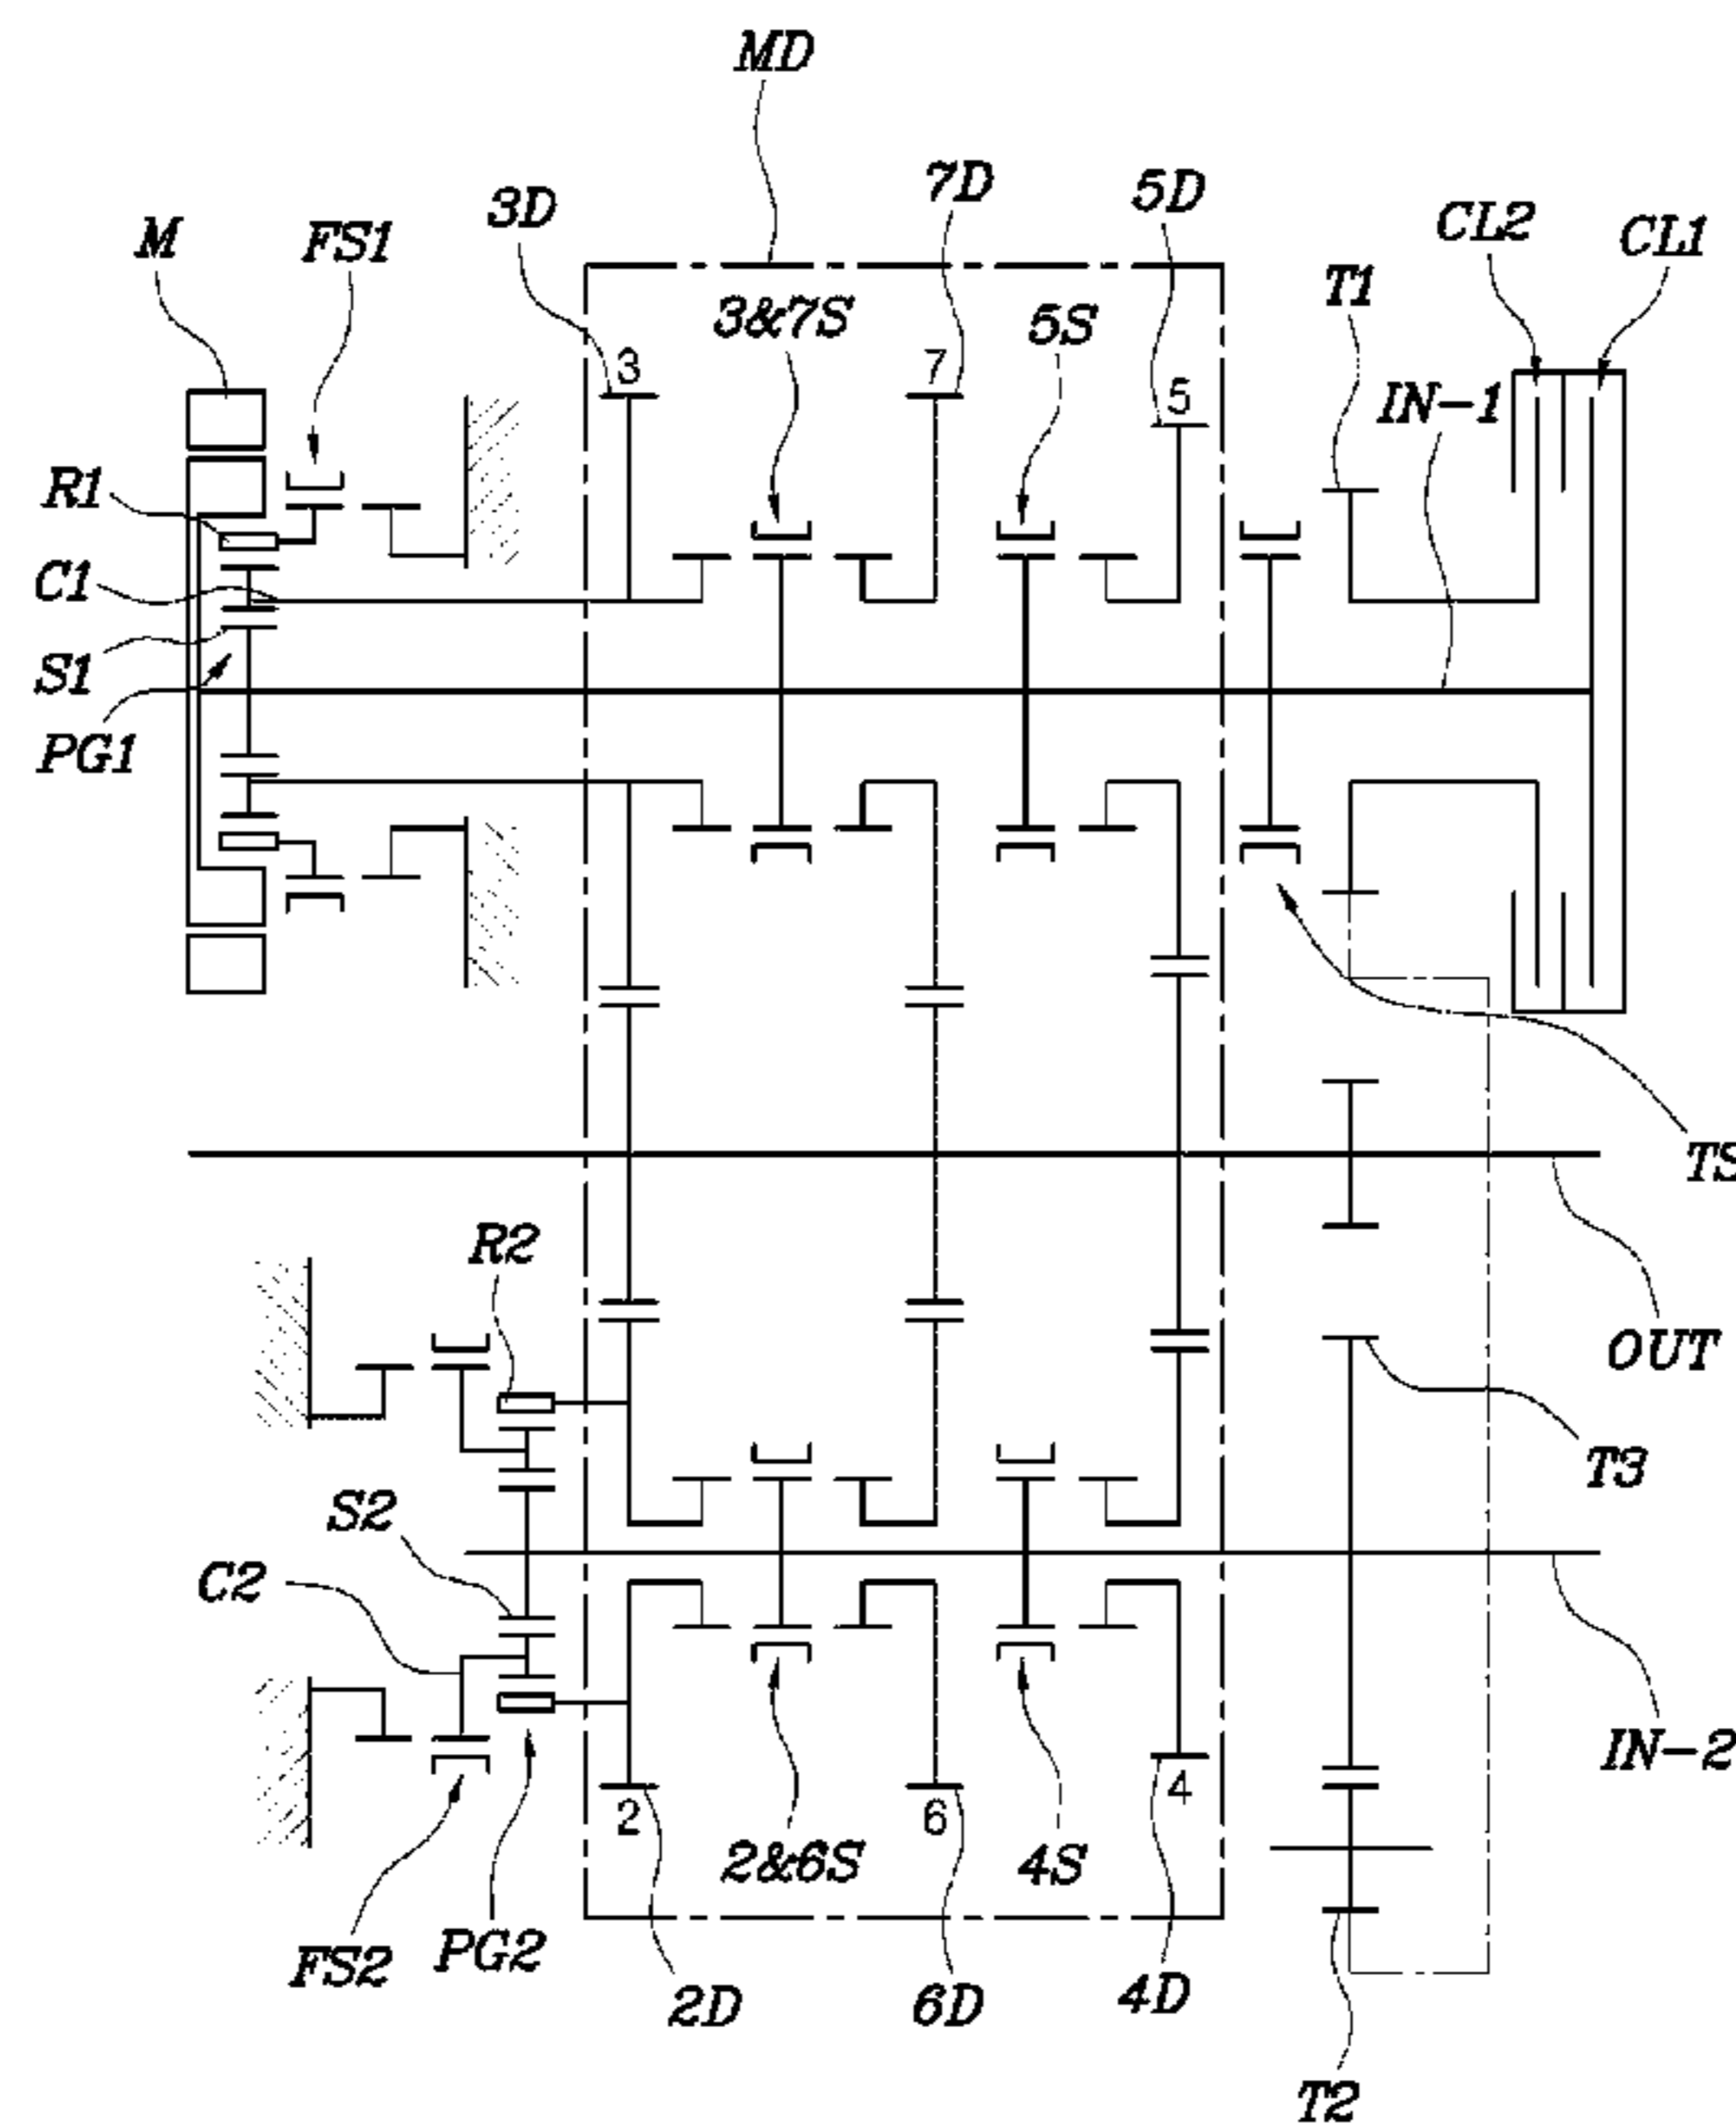 MD
7D
5D
3D
M
FS1
CL2
CL1
T1
3&7S
5S
3
7
5
IN-1
R1
C1
S1
PG1
TS
R2
OUT
T3
S2
C2
IN-2
2
6
4
2&6S
4S
FS2
PG2
2D
6D
4D
T2